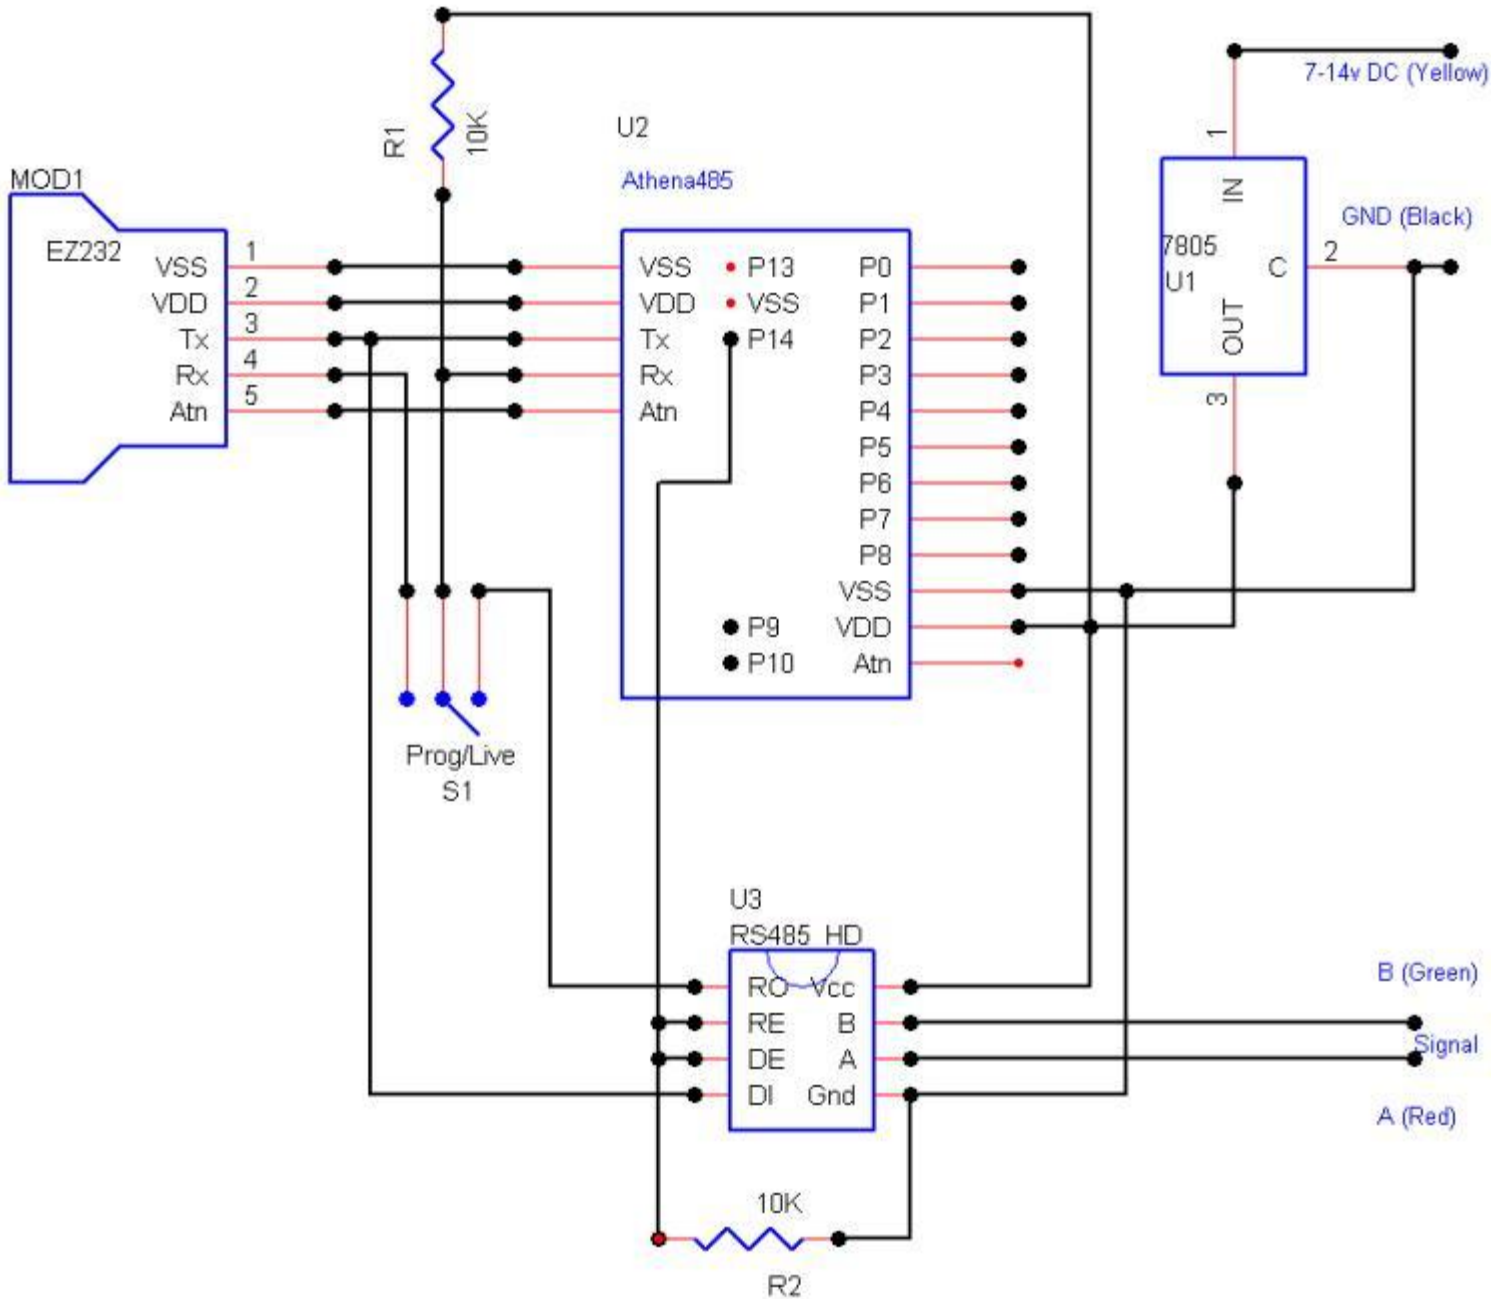 7-14v DC (Yellow)
R1
10K
U2
Athena485
MOD1
EZ232
VSS
VDD
Tx
Rx
Atn
1
2
3
4
5
VSS
VDD
Tx
Rx
Atn
P13
VSS
P14
P9
P10
P0
P1
P2
P3
P4
P5
P6
P7
P8
VSS
VDD
Atn
1
IN
7805
U1
C
OUT
2
3
GND (Black)
Prog/Live
S1
U3
RS485 HD
RO Vcc
RE B
DE A
DI Gnd
B (Green)
Signal
A (Red)
10K
R2